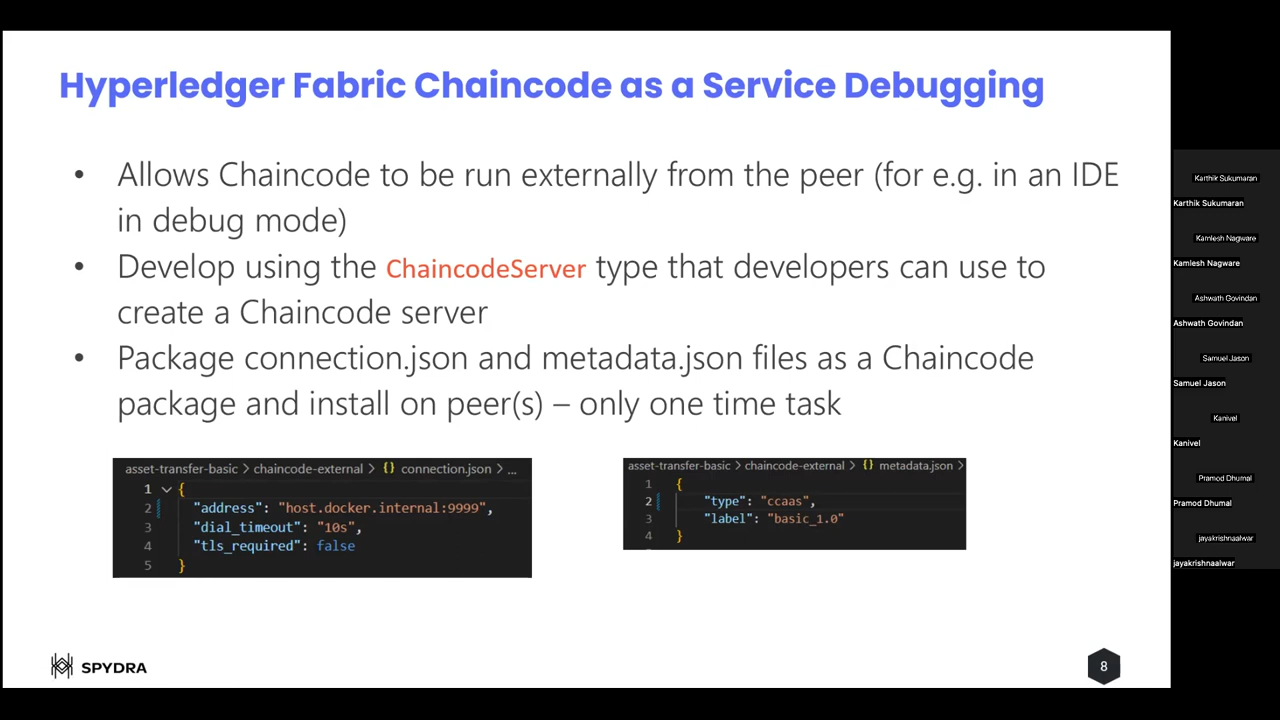 Hyperledger Fabric Chaincode as a Service Debugging
• Allows Chaincode to be run externally from the peer (for e.g. in an IDE
in debug mode)
• Develop using the ChaincodeServer type that developers can use to
create a Chaincode server
• Package connection.json and metadata.json files as a Chaincode
package and install on peer(s) – only one time task
asset-transfer-basic > chaincode-external > {} connection.json > ...
1 {
2 "address": "host.docker.internal:9999",
3 "dial_timeout": "10s",
4 "tls_required": false
5 }
asset-transfer-basic > chaincode-external > {} metadata.json >
1 {
2 "type": "ccaas",
3 "label": "basic_1.0"
4 }
SPYDRA
8
Karthik Sukumaran
Karthik Sukumaran
Kamlesh Nagware
Kamlesh Nagware
Ashwath Govindan
Ashwath Govindan
Samuel Jason
Samuel Jason
Kanivel
Kanivel
Pramod Dhumal
Pramod Dhumal
jayakrishnaalwar
jayakrishnaalwar